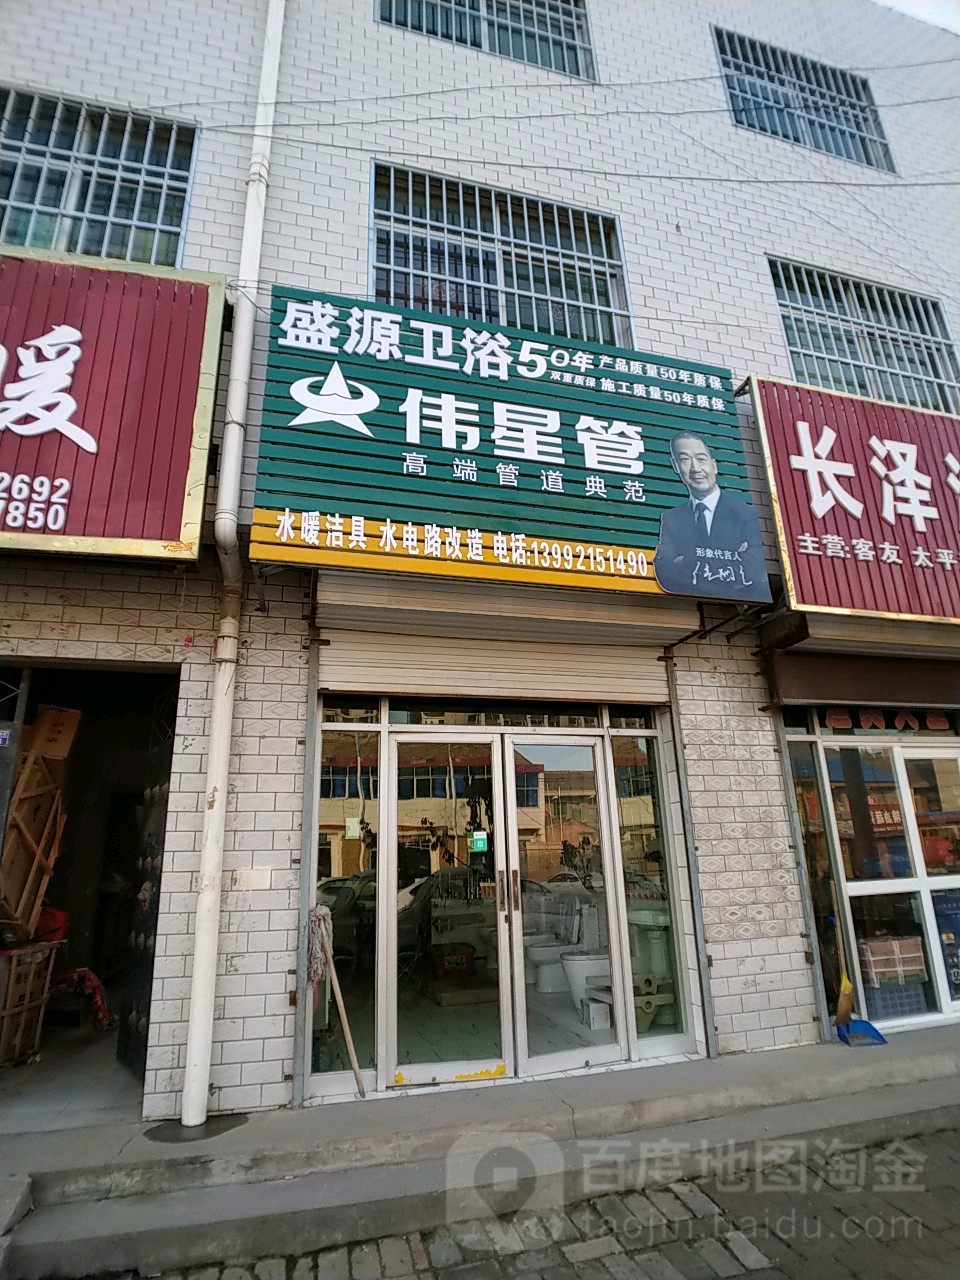 盛源卫浴 50年 产品质量50年质保
双重质保 施工质量50年质保
伟星管
高端管道典范
水暖洁具 水电路改造 电话:13992151490
形象代言人
暖
2692
7850
长泽
主营:客友 太平
百度地图淘金
taojin.baidu.com